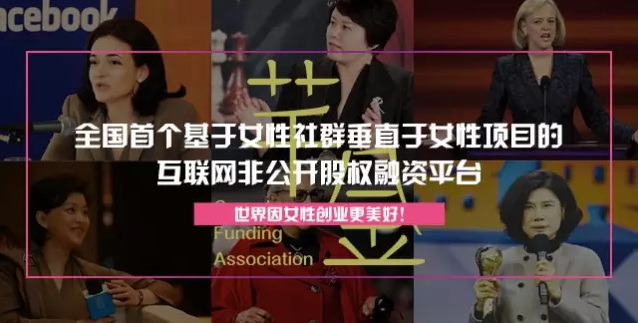 facebook
全国首个基于女性社群垂直于女性项目的
互联网非公开股权融资平台
世界因女性创业更美好!
Funding
Association